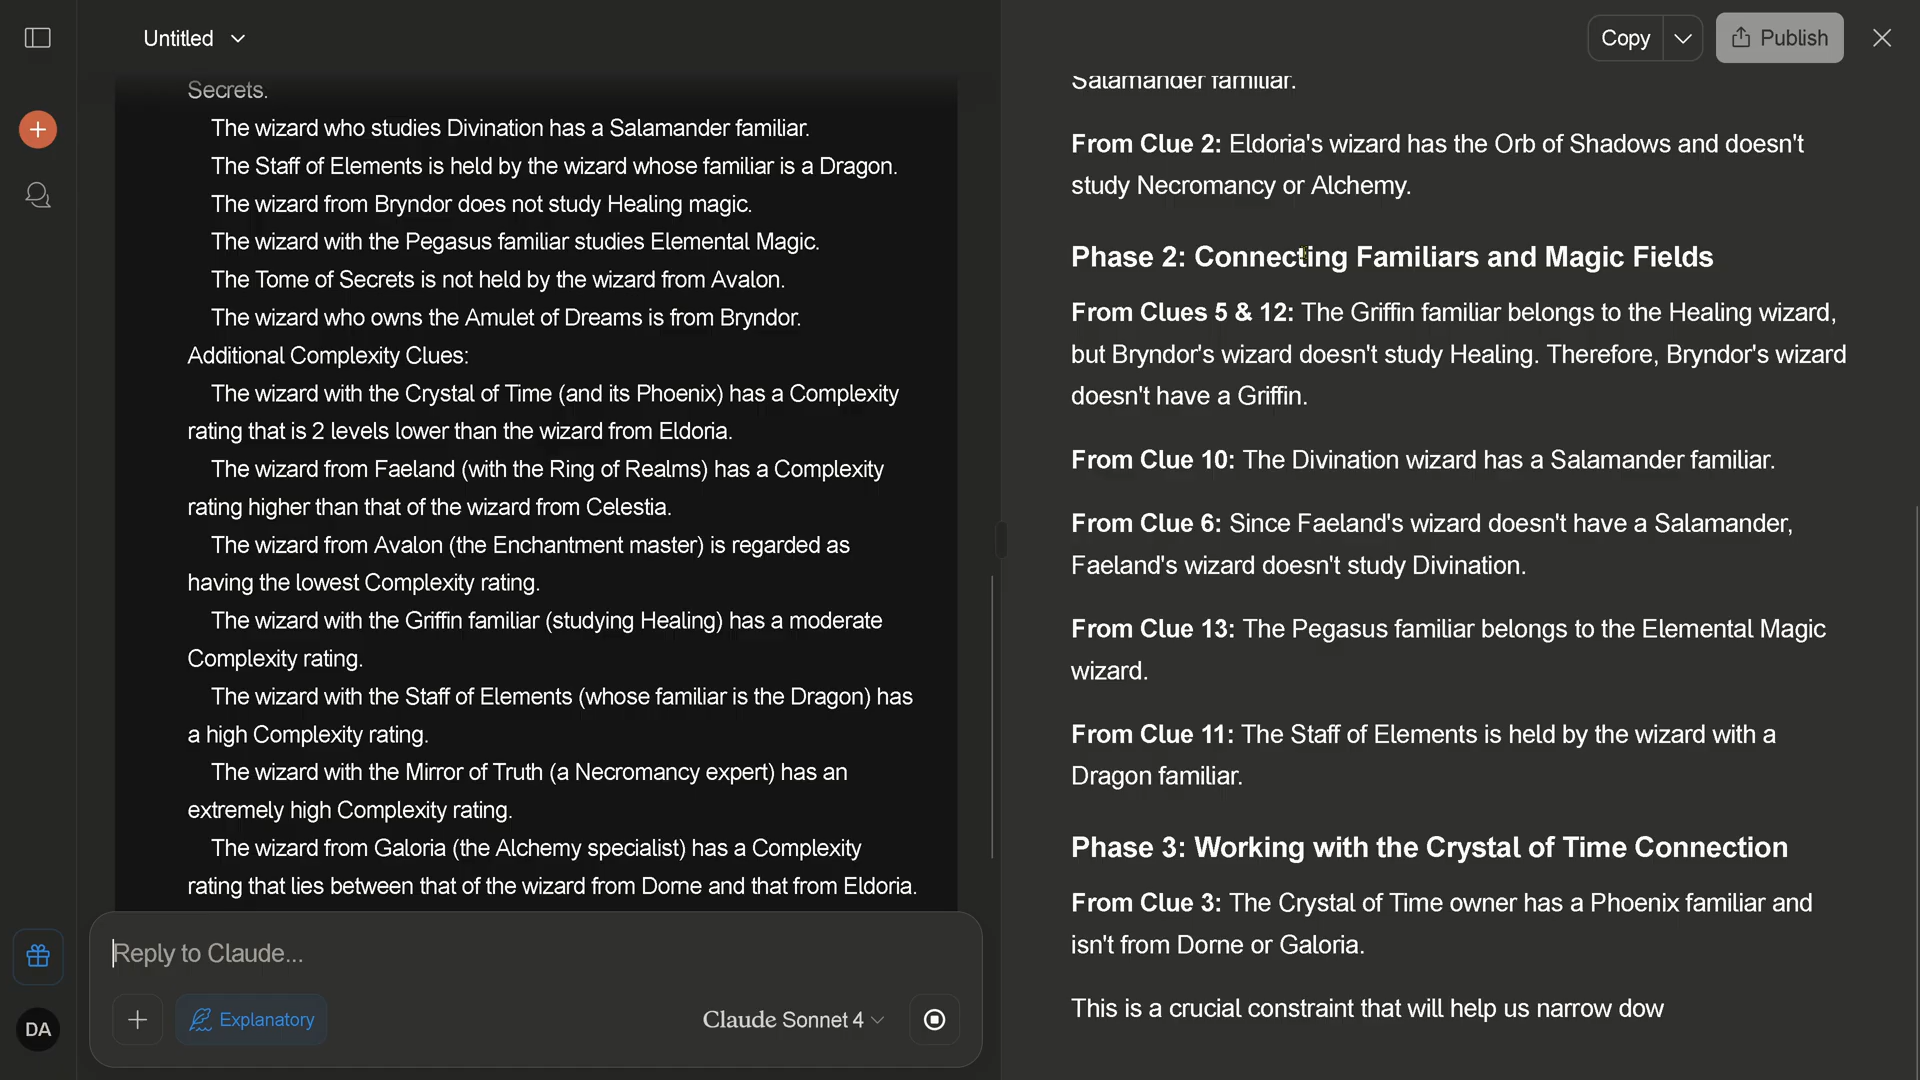 Untitled
Copy
Publish
Secrets.
The wizard who studies Divination has a Salamander familiar.
The Staff of Elements is held by the wizard whose familiar is a Dragon.
The wizard from Bryndor does not study Healing magic.
The wizard with the Pegasus familiar studies Elemental Magic.
The Tome of Secrets is not held by the wizard from Avalon.
The wizard who owns the Amulet of Dreams is from Bryndor.
Additional Complexity Clues:
The wizard with the Crystal of Time (and its Phoenix) has a Complexity
rating that is 2 levels lower than the wizard from Eldoria.
The wizard from Faeland (with the Ring of Realms) has a Complexity
rating higher than that of the wizard from Celestia.
The wizard from Avalon (the Enchantment master) is regarded as
having the lowest Complexity rating.
The wizard with the Griffin familiar (studying Healing) has a moderate
Complexity rating.
The wizard with the Staff of Elements (whose familiar is the Dragon) has
a high Complexity rating.
The wizard with the Mirror of Truth (a Necromancy expert) has an
extremely high Complexity rating.
The wizard from Galoria (the Alchemy specialist) has a Complexity
rating that lies between that of the wizard from Dorne and that from Eldoria.
Reply to Claude...
Explanatory
Claude Sonnet 4
DA
Salamander familiar.
From Clue 2: Eldoria's wizard has the Orb of Shadows and doesn't
study Necromancy or Alchemy.
Phase 2: Connecting Familiars and Magic Fields
From Clues 5 & 12: The Griffin familiar belongs to the Healing wizard,
but Bryndor's wizard doesn't study Healing. Therefore, Bryndor's wizard
doesn't have a Griffin.
From Clue 10: The Divination wizard has a Salamander familiar.
From Clue 6: Since Faeland's wizard doesn't have a Salamander,
Faeland's wizard doesn't study Divination.
From Clue 13: The Pegasus familiar belongs to the Elemental Magic
wizard.
From Clue 11: The Staff of Elements is held by the wizard with a
Dragon familiar.
Phase 3: Working with the Crystal of Time Connection
From Clue 3: The Crystal of Time owner has a Phoenix familiar and
isn't from Dorne or Galoria.
This is a crucial constraint that will help us narrow dow